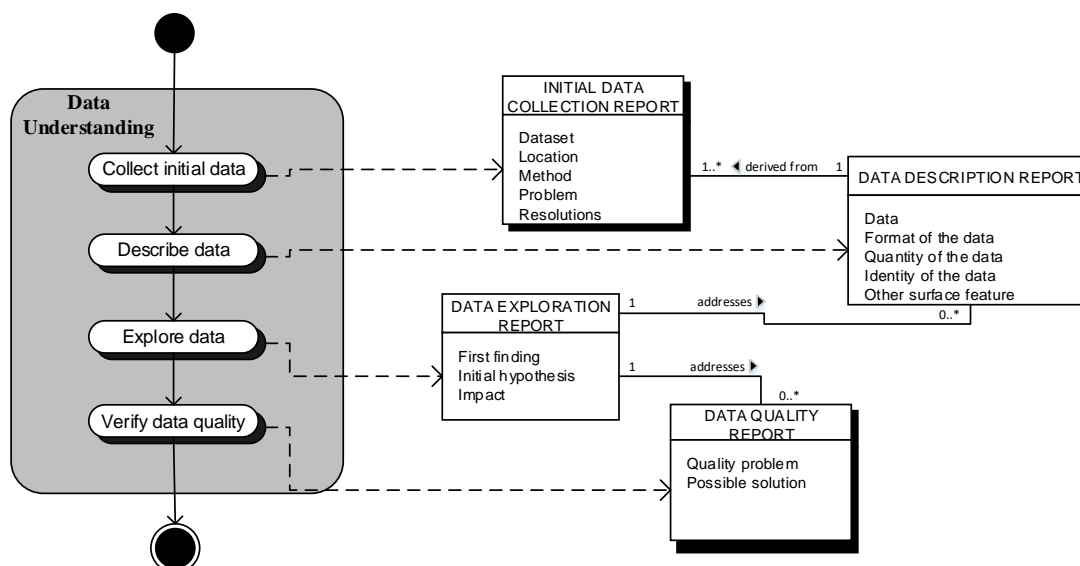 Data
Understanding
Collect initial data
Describe data
Explore data
Verify data quality
INITIAL DATA
COLLECTION REPORT
Dataset
Location
Method
Problem
Resolutions
1..* derived from 1
DATA DESCRIPTION REPORT
Data
Format of the data
Quantity of the data
Identity of the data
Other surface feature
DATA EXPLORATION
REPORT
First finding
Initial hypothesis
Impact
1 addresses
0..*
1 addresses
0..*
DATA QUALITY
REPORT
Quality problem
Possible solution